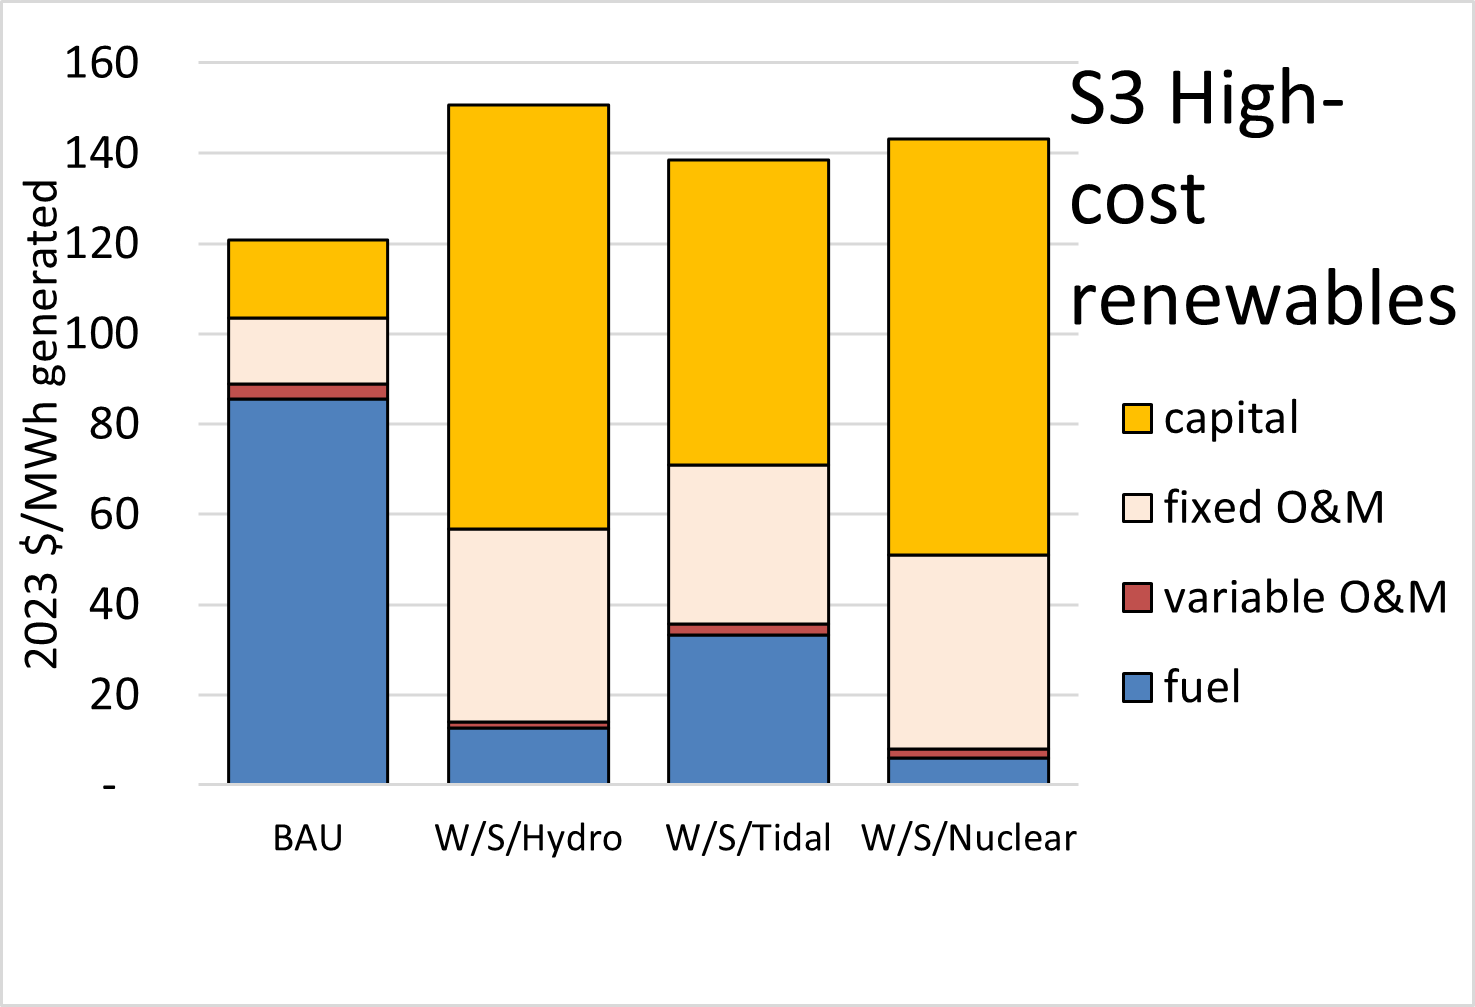 S3 High-
cost
renewables
2023 $/MWh generated
160
140
120
100
80
60
40
20
-
BAU W/S/Hydro W/S/Tidal W/S/Nuclear
capital
fixed O&M
variable O&M
fuel